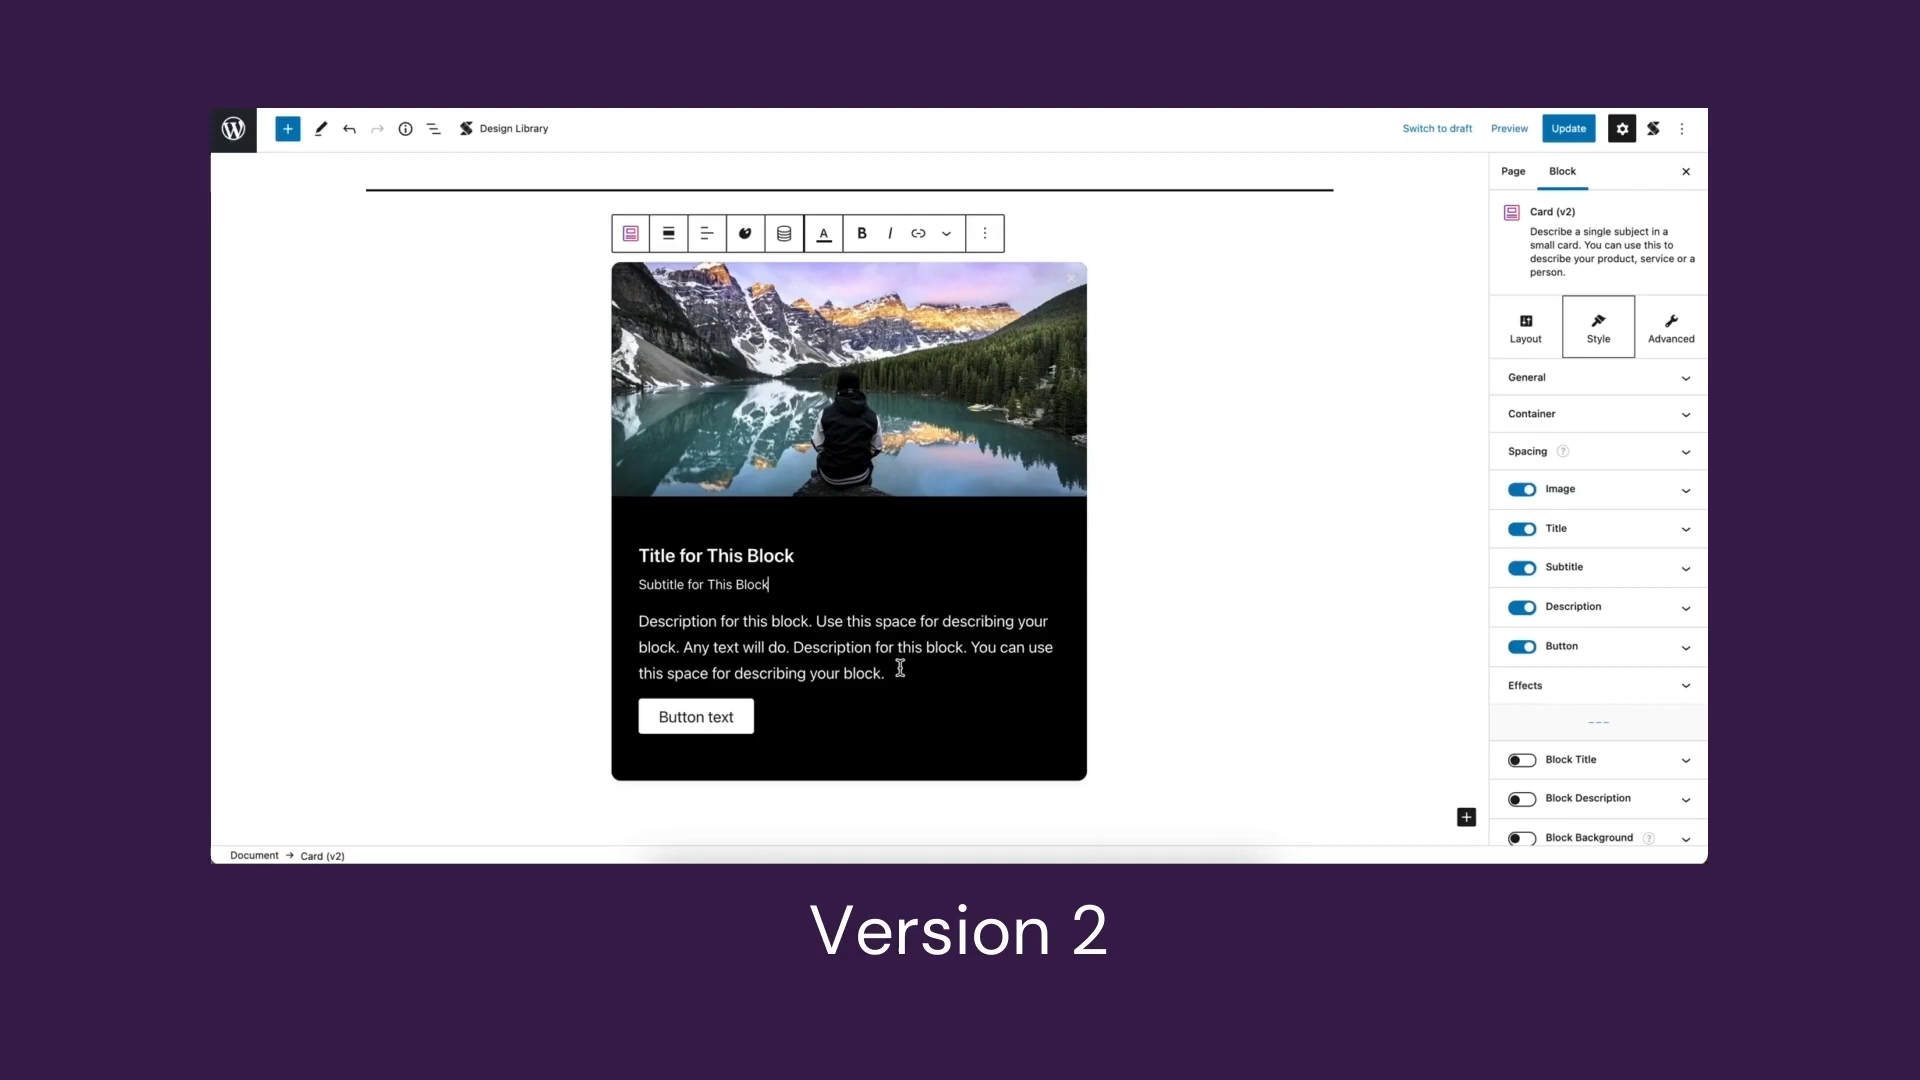 Design Library
Switch to draft
Preview
Update
Page
Block
Card (v2)
Describe a single subject in a
small card. You can use this to
describe your product, service or a
person.
Layout
Style
Advanced
General
Container
Spacing ?
Image
Title
Subtitle
Description
Button
Effects
Block Title
Block Description
Block Background ?
A B I
Title for This Block
Subtitle for This Block
Description for this block. Use this space for describing your
block. Any text will do. Description for this block. You can use
this space for describing your block.
Button text
Document → Card (v2)
Version 2